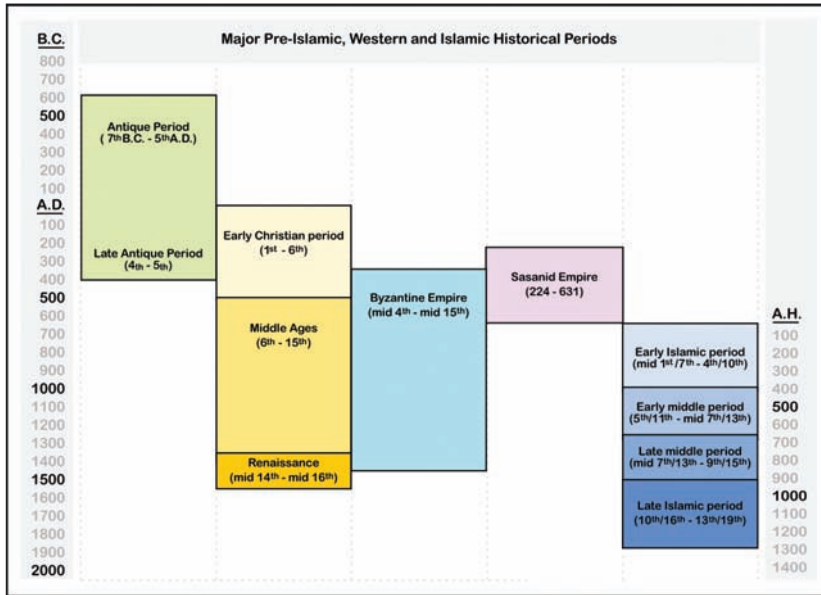 Major Pre-Islamic, Western and Islamic Historical Periods
B.C.
800
700
600
500
400
300
200
100
A.D.
100
200
300
400
500
600
700
800
900
1000
1100
1200
1300
1400
1500
1600
1700
1800
1900
2000
Antique Period
( 7th B.C. - 5th A.D.)
Late Antique Period
(4th - 5th)
Early Christian period
(1st - 6th)
Middle Ages
(6th - 15th)
Renaissance
(mid 14th - mid 16th)
Byzantine Empire
(mid 4th - mid 15th)
Sasanid Empire
(224 - 631)
Early Islamic period
(mid 1st /7th - 4th/10th)
Early middle period
(5th/11th - mid 7th/13th)
Late middle period
(mid 7th/13th - 9th/15th)
Late Islamic period
(10th/16th - 13th/19th)
A.H.
100
200
300
400
500
600
700
800
900
1000
1100
1200
1300
1400